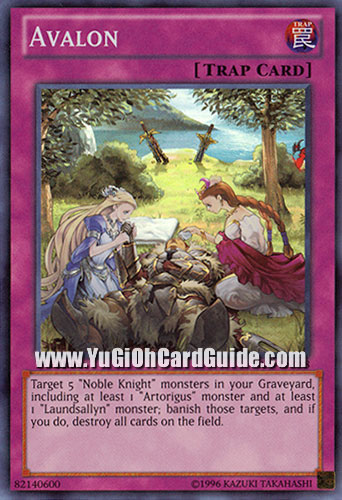 AVALON
TRAP
罠
[TRAP CARD]
www.YuGiOhCardGuide.com
Target 5 "Noble Knight" monsters in your Graveyard,
including at least 1 "Artorigus" monster and at least
1 "Laundsallyn" monster; banish those targets, and if
you do, destroy all cards on the field.
82140600
©1996 KAZUKI TAKAHASHI